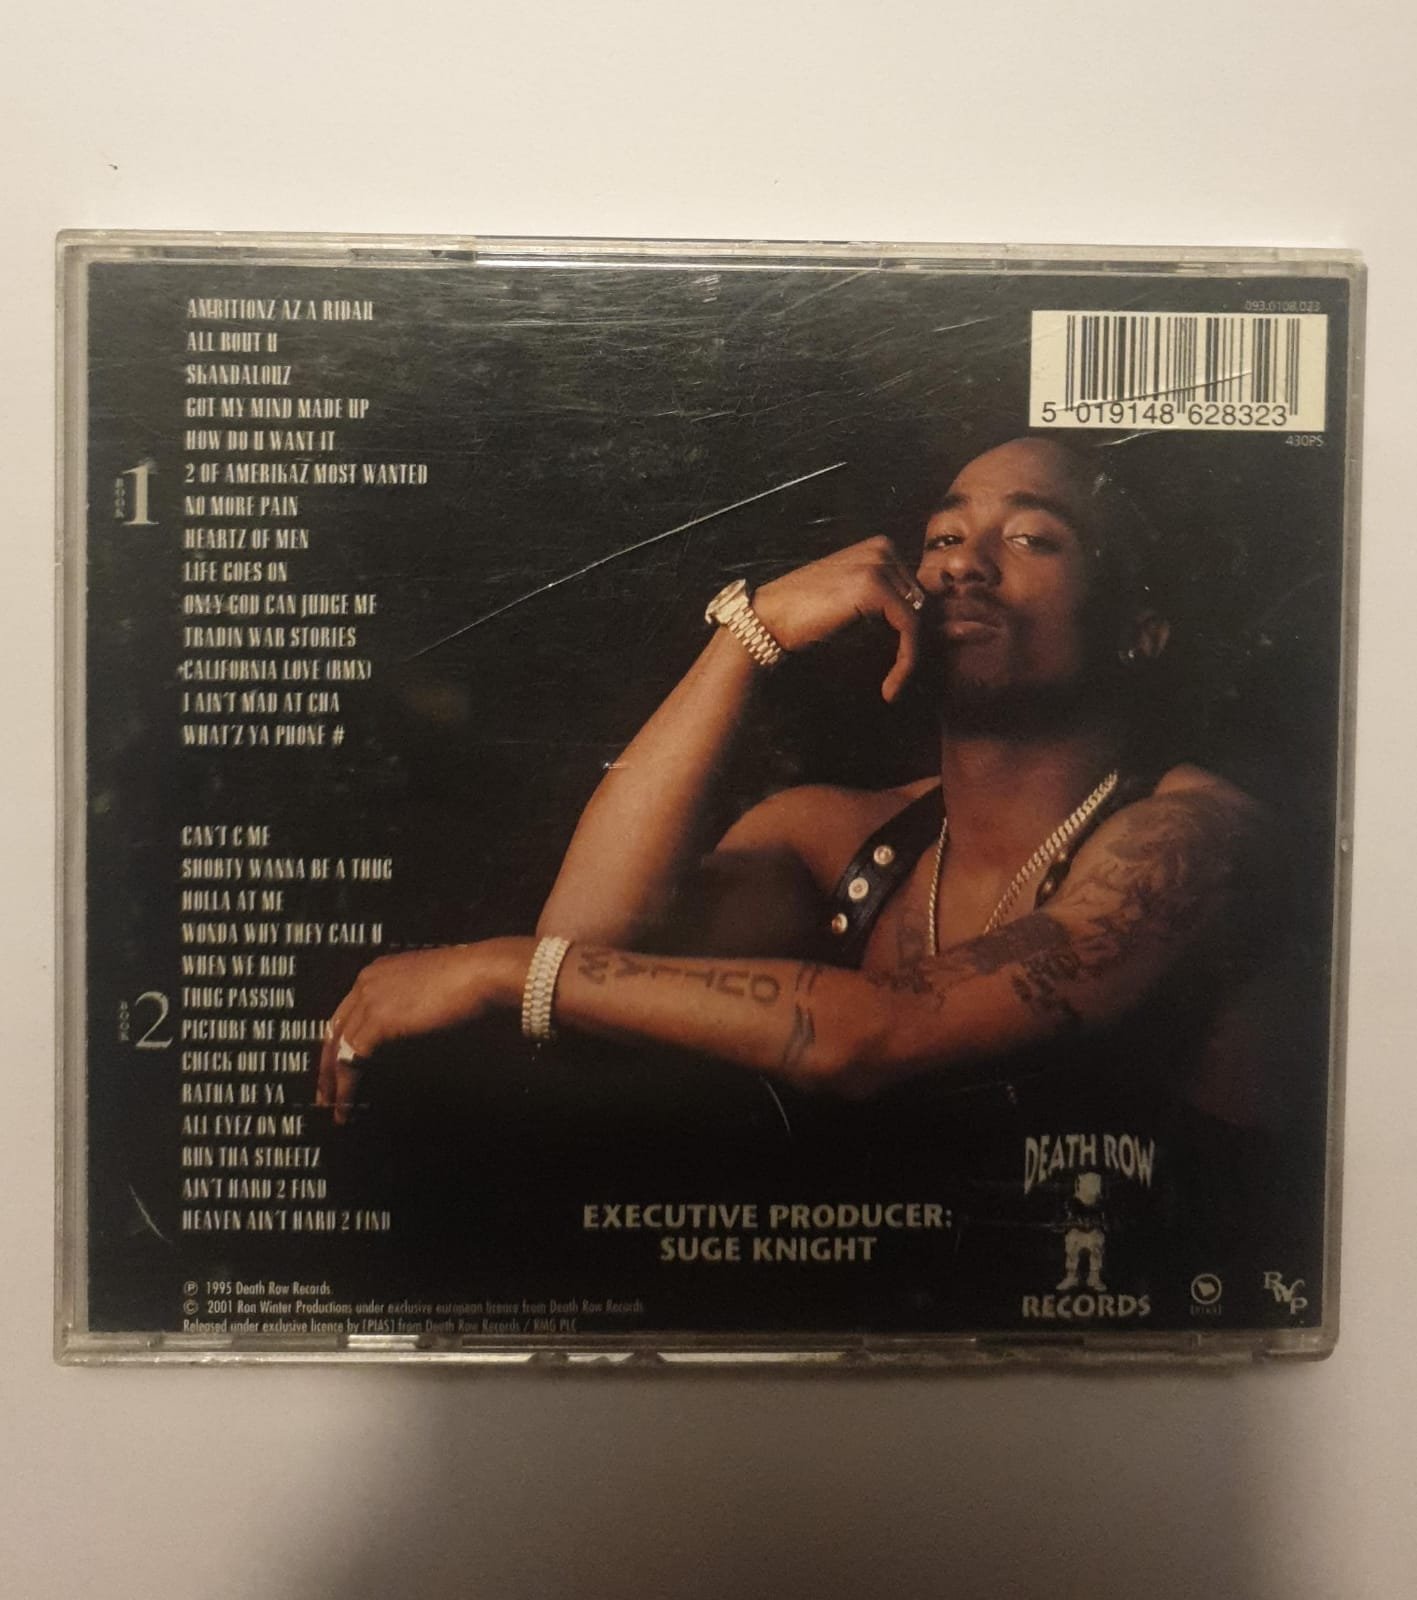 AMBITIONZ AZ A RIDAH
ALL BOUT U
SKANDALOUZ
GOT MY MIND MADE UP
HOW DO U WANT IT
2 OF AMERIKAZ MOST WANTED
NO MORE PAIN
HEARTZ OF MEN
LIFE GOES ON
ONLY GOD CAN JUDGE ME
TRADIN WAR STORIES
*CALIFORNIA LOVE (RMX)
I AIN'T MAD AT CHA
WHAT'Z YA PHONE #
BOOK 1
CAN'T C ME
SHORTY WANNA BE A THUG
HOLLA AT ME
WONDA WHY THEY CALL U
WHEN WE RIDE
THUG PASSION
PICTURE ME ROLLIN'
CHECK OUT TIME
RATHA BE YA
ALL EYEZ ON ME
RUN THA STREETZ
AIN'T HARD 2 FIND
HEAVEN AIN'T HARD 2 FIND
BOOK 2
093.0108.023
5 019148 628323
430PS
OUTLAW
EXECUTIVE PRODUCER:
SUGE KNIGHT
DEATH ROW
RECORDS
[PIAS]
RWP
℗ 1995 Death Row Records
© 2001 Ron Winter Productions under exclusive european licence from Death Row Records
Released under exclusive licence by [PIAS] from Death Row Records / RMG PLC